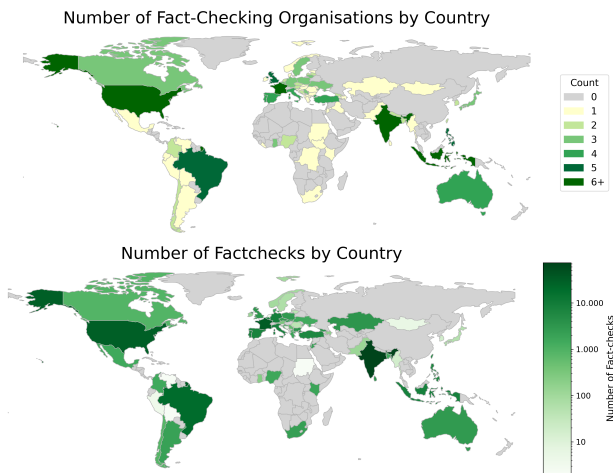 Number of Fact-Checking Organisations by Country
Count
0
1
2
3
4
5
6+
Number of Factchecks by Country
10.000
1.000
100
10
Number of Fact-checks